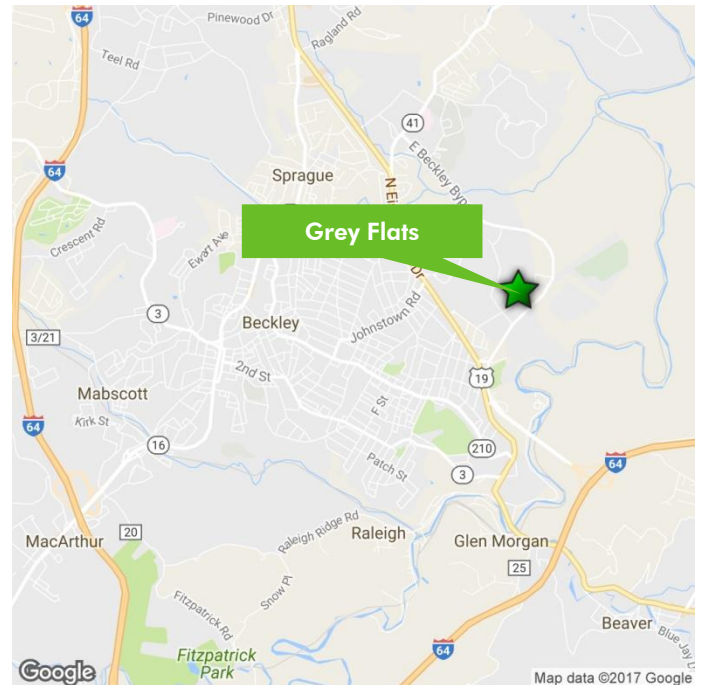 64
Pinewood Dr
Ragland Rd
Teel Rd
41
E Beckley Byp
64
Sprague
N Ei
Grey Flats
Crescent Rd
Ewart Ave
Dr
3
3/21
Beckley
Johnstown Rd
2nd St
19
Mabscott
F St
64
Kirk St
16
210
Patch St
3
64
MacArthur
20
Raleigh Ridge Rd
Raleigh
Glen Morgan
25
Snow Pl
Fitzpatrick Rd
Beaver
Blue Jay D
Fitzpatrick
Park
64
Google
Map data ©2017 Google